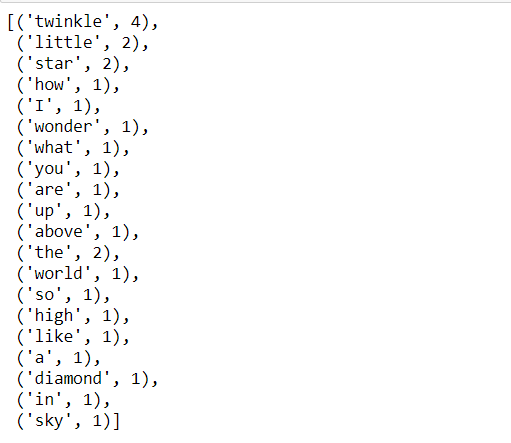 [('twinkle', 4),
('little', 2),
('star', 2),
('how', 1),
('I', 1),
('wonder', 1),
('what', 1),
('you', 1),
('are', 1),
('up', 1),
('above', 1),
('the', 2),
('world', 1),
('so', 1),
('high', 1),
('like', 1),
('a', 1),
('diamond', 1),
('in', 1),
('sky', 1)]